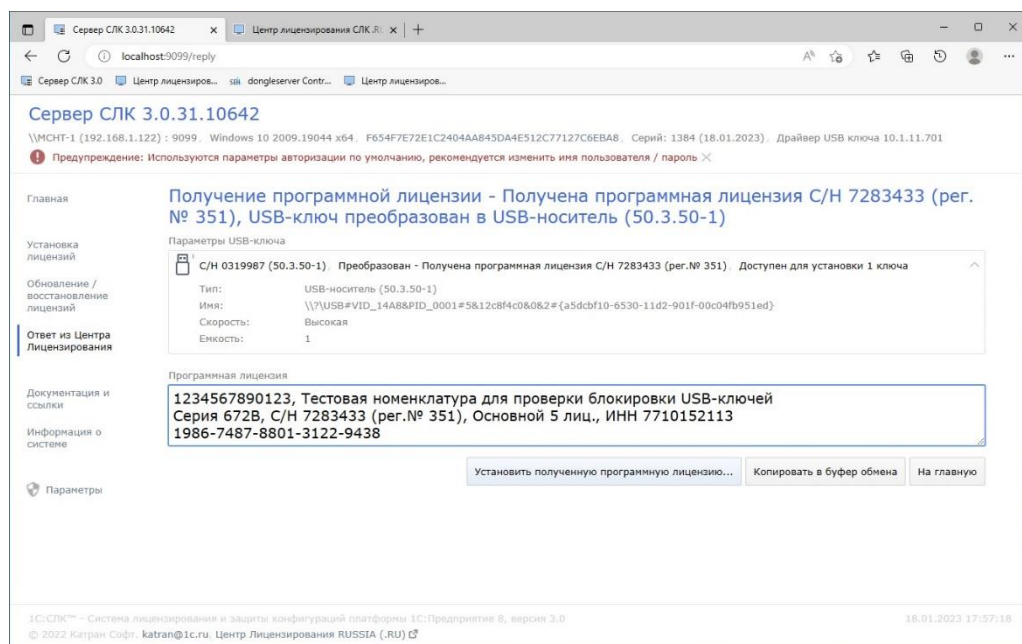 Сервер СЛК 3.0.31.10642
Центр лицензирования СЛК .RU
localhost:9099/reply
Сервер СЛК 3.0
Центр лицензиров...
dongleserver Contr...
Центр лицензиров...
Сервер СЛК 3.0.31.10642
\\MCHT-1 (192.168.1.122) : 9099, Windows 10 2009.19044 x64, F654F7E72E1C2404AA845DA4E512C77127C6EBA8, Серий: 1384 (18.01.2023), Драйвер USB ключа 10.1.11.701
Предупреждение: Используются параметры авторизации по умолчанию, рекомендуется изменить имя пользователя / пароль
Главная
Установка
лицензий
Обновление /
восстановление
лицензий
Ответ из Центра
Лицензирования
Документация и
ссылки
Информация о
системе
Параметры
Получение программной лицензии - Получена программная лицензия С/Н 7283433 (рег.
№ 351), USB-ключ преобразован в USB-носитель (50.3.50-1)
Параметры USB-ключа
С/Н 0319987 (50.3.50-1), Преобразован - Получена программная лицензия С/Н 7283433 (рег.№ 351), Доступен для установки 1 ключа
Тип: USB-носитель (50.3.50-1)
Имя: \\?\USB#VID_14A8&PID_0001#5&12c8f4c0&0&2#{a5dcbf10-6530-11d2-901f-00c04fb951ed}
Скорость: Высокая
Емкость: 1
Программная лицензия
1234567890123, Тестовая номенклатура для проверки блокировки USB-ключей
Серия 672B, С/Н 7283433 (рег.№ 351), Основной 5 лиц., ИНН 7710152113
1986-7487-8801-3122-9438
Установить полученную программную лицензию...
Копировать в буфер обмена
На главную
1С:СЛК™ – Система лицензирования и защиты конфигураций платформы 1С:Предприятие 8, версия 3.0
18.01.2023 17:57:18
© 2022 Катран Софт, katran@1c.ru, Центр Лицензирования RUSSIA (.RU)